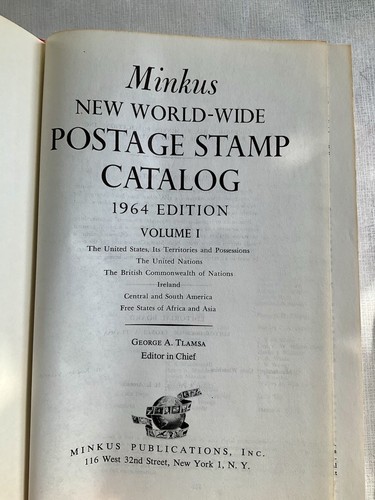 Minkus
NEW WORLD-WIDE
POSTAGE STAMP
CATALOG
1964 EDITION
VOLUME I
The United States, Its Territories and Possessions
The United Nations
The British Commonwealth of Nations
Ireland
Central and South America
Free States of Africa and Asia
GEORGE A. TLAMSA
Editor in Chief
MINKUS PUBLICATIONS, INC.
116 West 32nd Street, New York 1, N. Y.